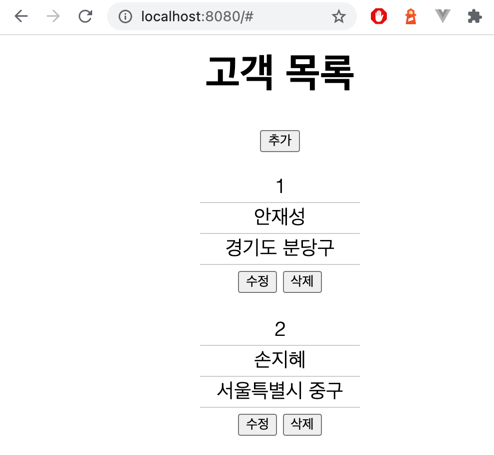 localhost:8080/#
고객 목록
추가
1
안재성
경기도 분당구
수정 삭제
2
손지혜
서울특별시 중구
수정 삭제